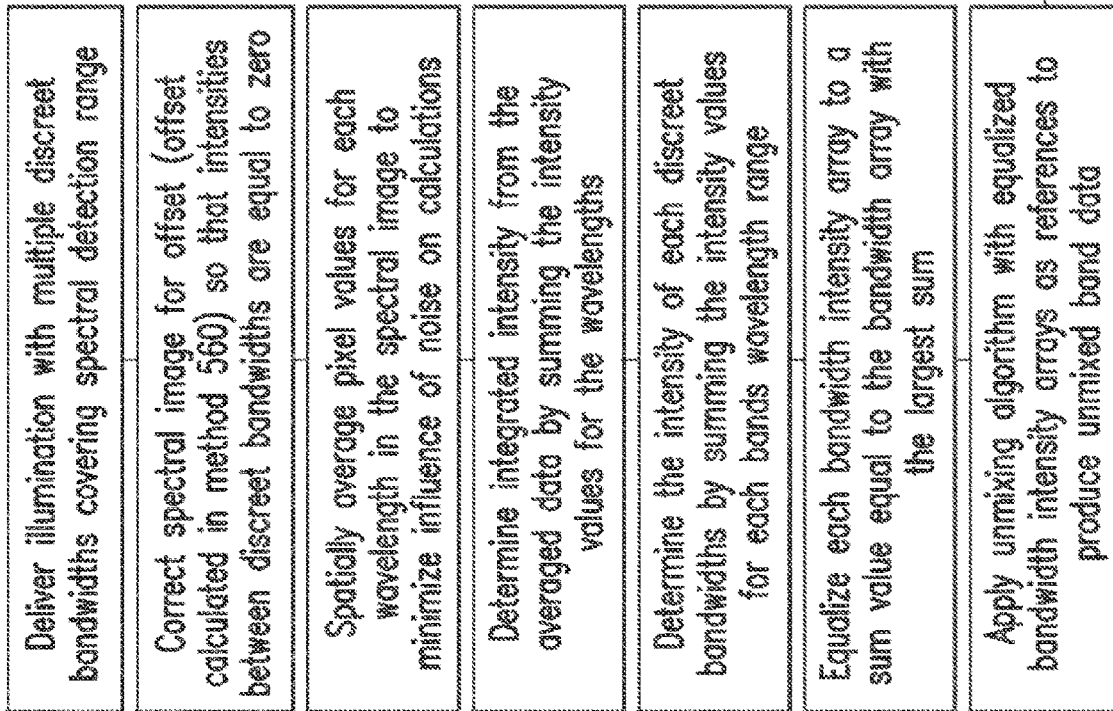 Deliver illumination with multiple discreet
bandwidths covering spectral detection range
Correct spectral image for offset (offset
calculated in method 560) so that intensities
between discreet bandwidths are equal to zero
Spatially average pixel values for each
wavelength in the spectral image to
minimize influence of noise on calculations
Determine integrated intensity from the
averaged data by summing the intensity
values for the wavelengths
Determine the intensity of each discreet
bandwidths by summing the intensity values
for each bands wavelength range
Equalize each bandwidth intensity array to a
sum value equal to the bandwidth array with
the largest sum
Apply unmixing algorithm with equalized
bandwidth intensity arrays as references to
produce unmixed band data